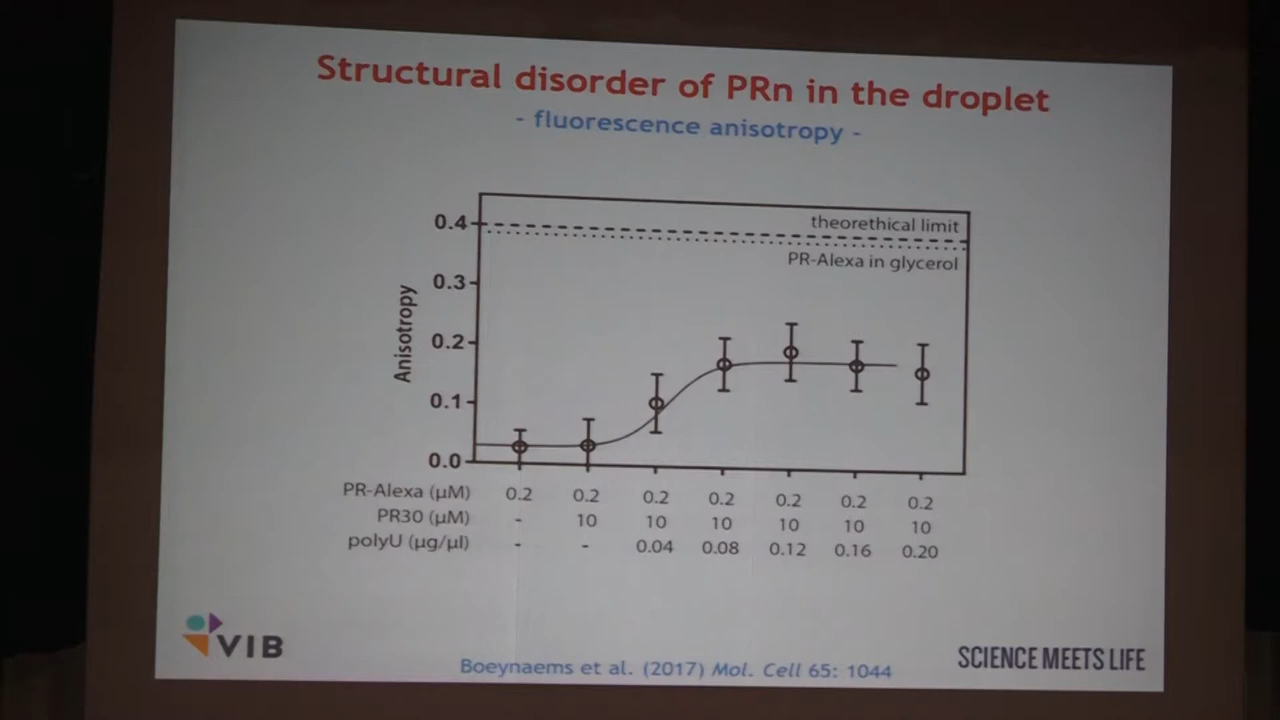 Structural disorder of PRn in the droplet
- fluorescence anisotropy -
theorethical limit
PR-Alexa in glycerol
Anisotropy
0.4
0.3
0.2
0.1
0.0
PR-Alexa (µM) 0.2 0.2 0.2 0.2 0.2 0.2 0.2
PR30 (µM) - 10 10 10 10 10 10
polyU (µg/µl) - - 0.04 0.08 0.12 0.16 0.20
VIB
Boeynaems et al. (2017) Mol. Cell 65: 1044
SCIENCE MEETS LIFE